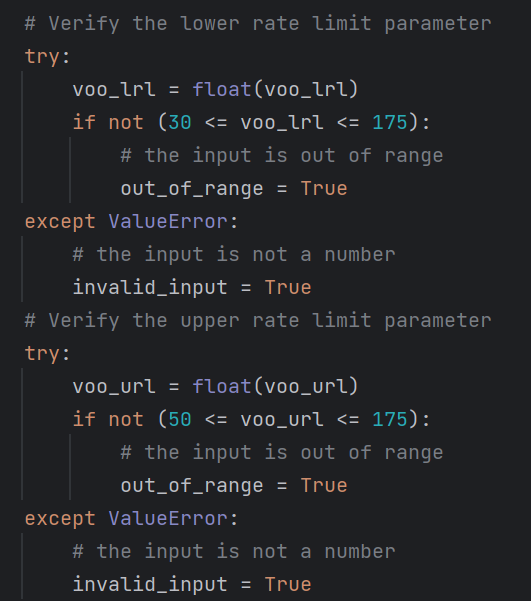 # Verify the lower rate limit parameter
try:
    voo_lrl = float(voo_lrl)
    if not (30 <= voo_lrl <= 175):
        # the input is out of range
        out_of_range = True
except ValueError:
    # the input is not a number
    invalid_input = True
# Verify the upper rate limit parameter
try:
    voo_url = float(voo_url)
    if not (50 <= voo_url <= 175):
        # the input is out of range
        out_of_range = True
except ValueError:
    # the input is not a number
    invalid_input = True